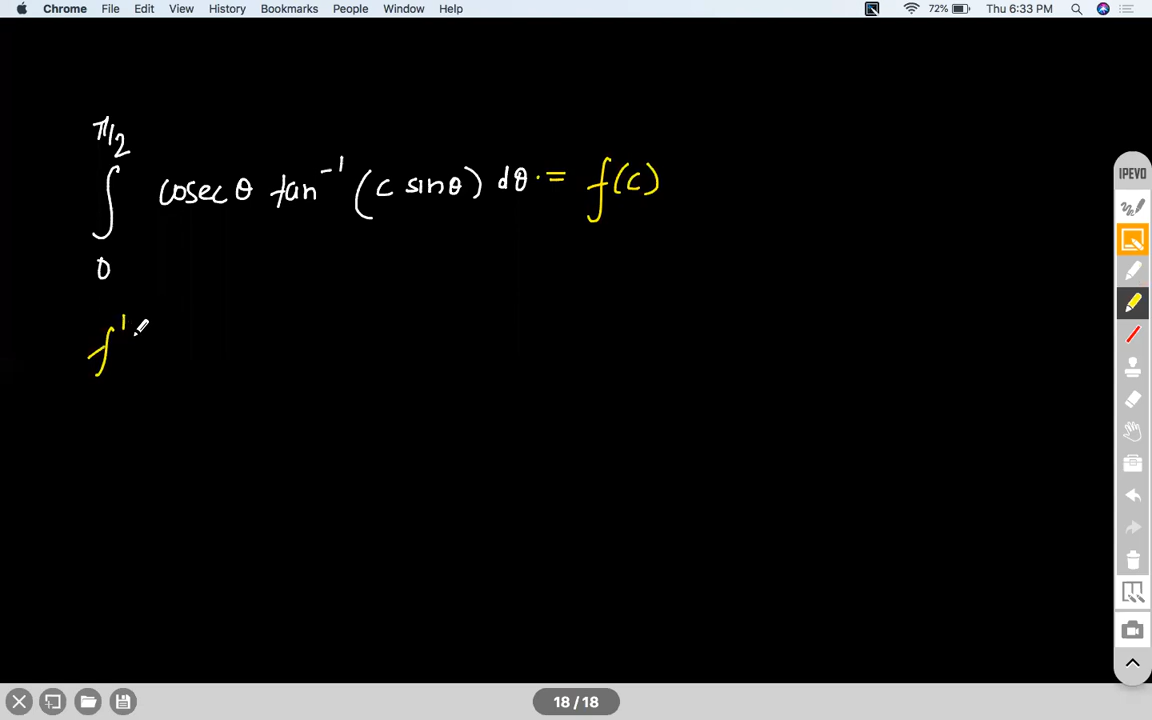 Chrome File Edit View History Bookmarks People Window Help 72% Thu 6:33 PM
π/2
∫ cosec θ tan⁻¹ (c sinθ) dθ = f(c)
0
f'
IPEVO
18 / 18